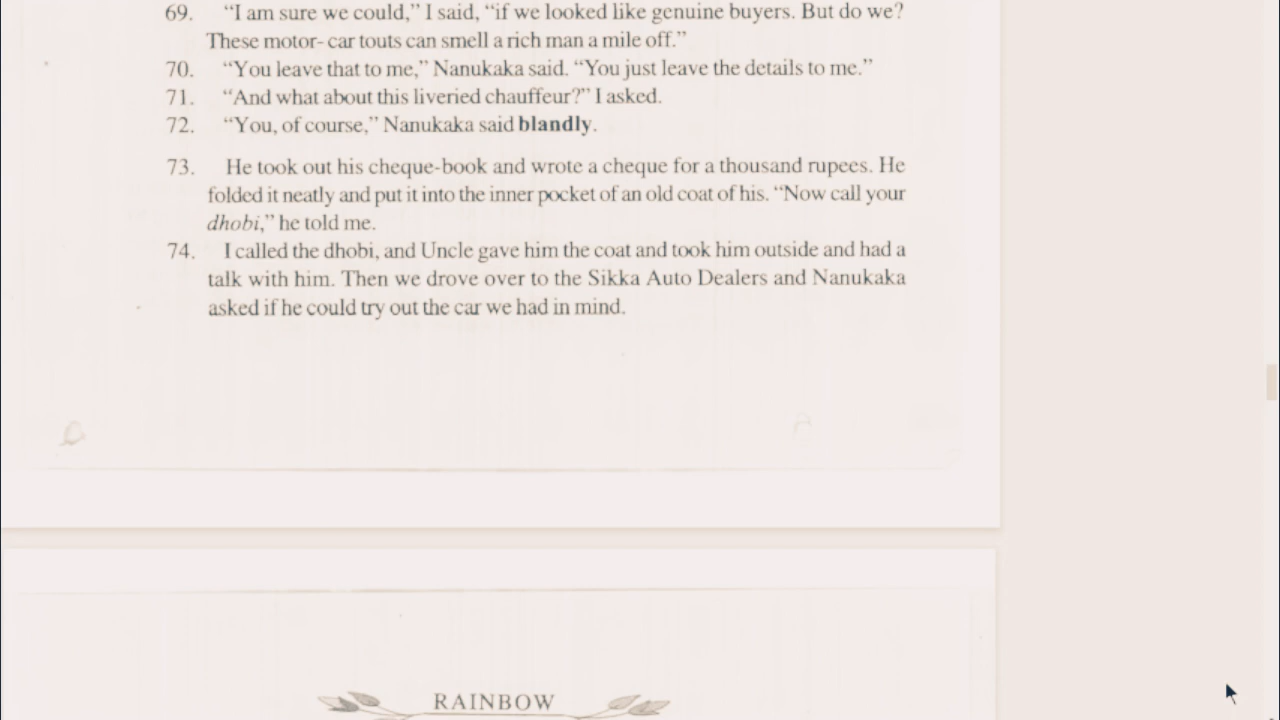 69. “I am sure we could,” I said, “if we looked like genuine buyers. But do we?
These motor- car touts can smell a rich man a mile off.”
70. “You leave that to me,” Nanukaka said. “You just leave the details to me.”
71. “And what about this liveried chauffeur?” I asked.
72. “You, of course,” Nanukaka said blandly.
73. He took out his cheque-book and wrote a cheque for a thousand rupees. He
folded it neatly and put it into the inner pocket of an old coat of his. “Now call your
dhobi,” he told me.
74. I called the dhobi, and Uncle gave him the coat and took him outside and had a
talk with him. Then we drove over to the Sikka Auto Dealers and Nanukaka
asked if he could try out the car we had in mind.
RAINBOW